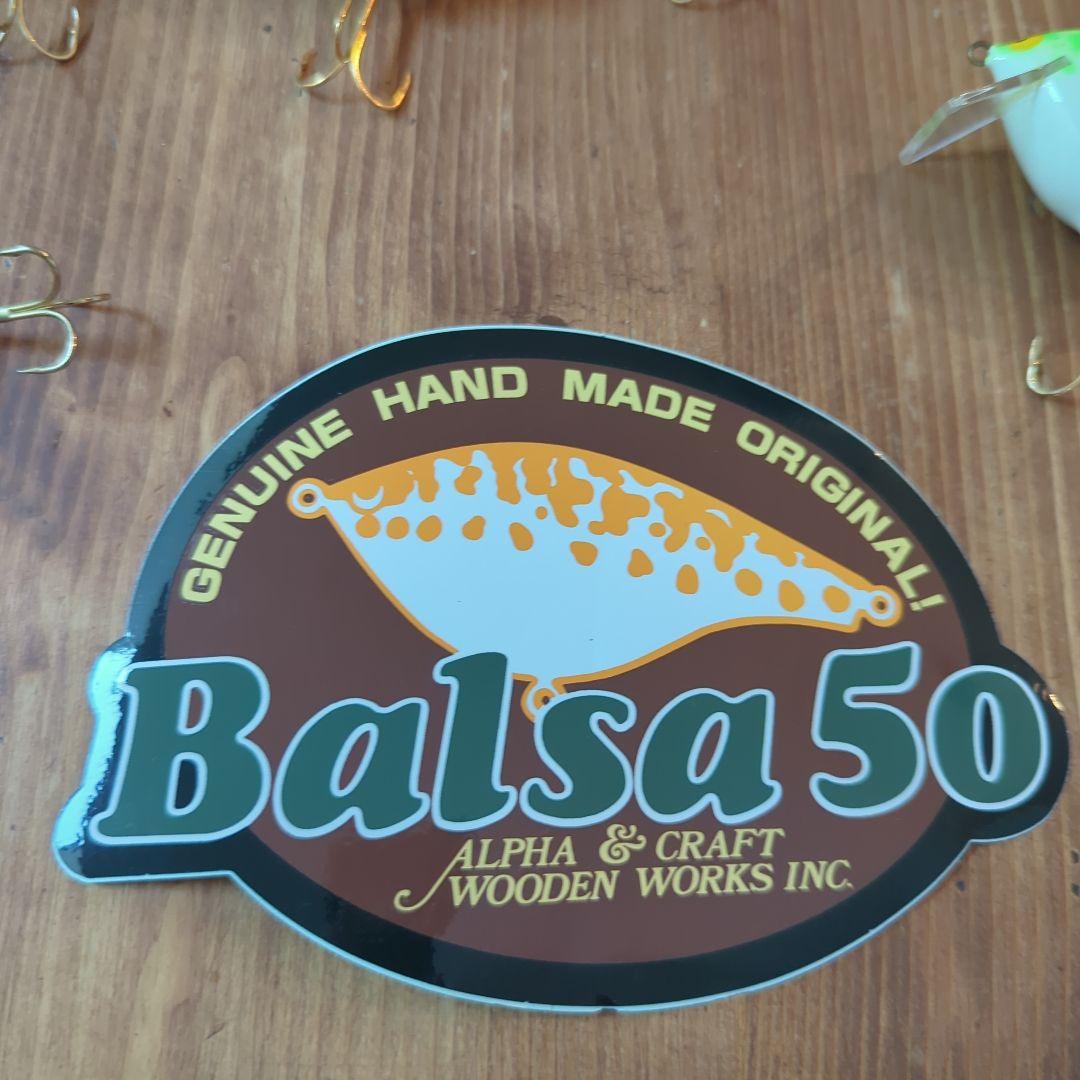 GENUINE HAND MADE ORIGINAL!
Balsa 50
ALPHA & CRAFT
WOODEN WORKS INC.